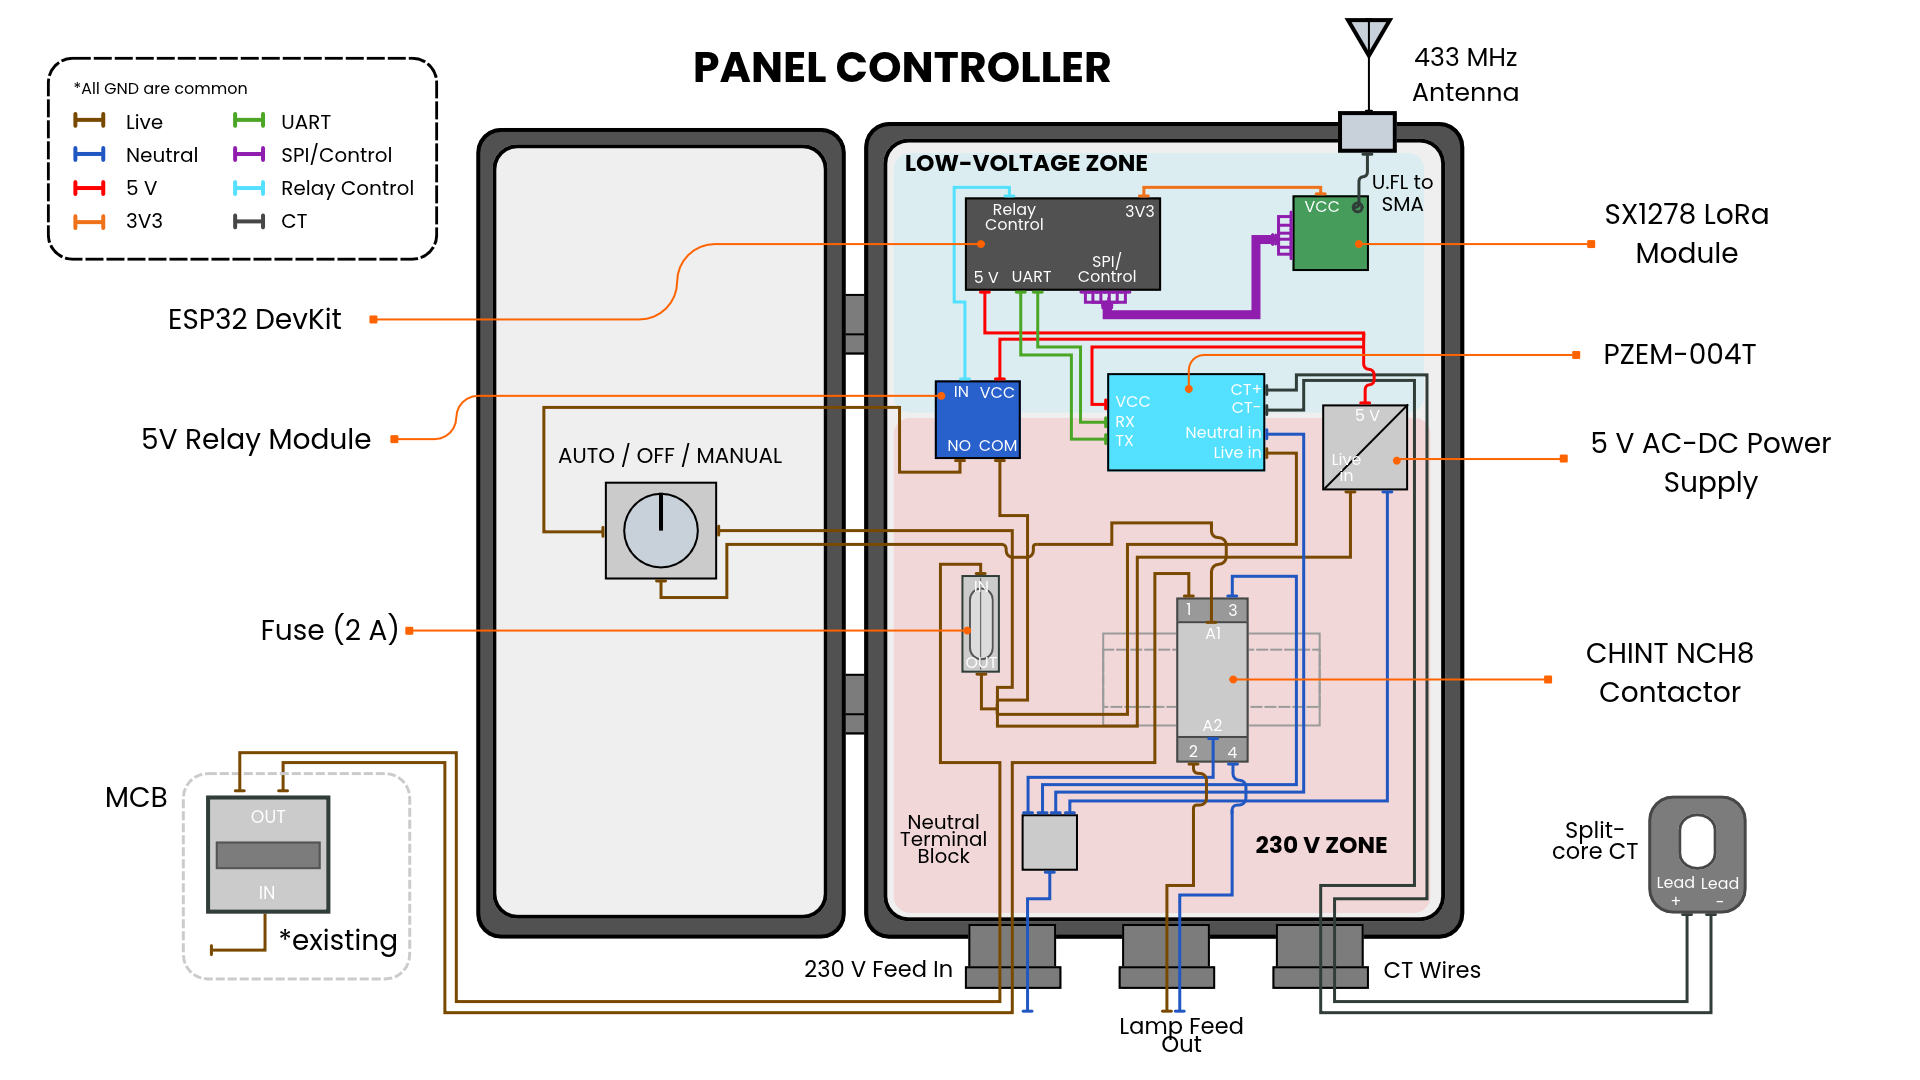 PANEL CONTROLLER
433 MHz
Antenna
*All GND are common
Live
UART
Neutral
SPI/Control
5 V
Relay Control
3V3
CT
LOW-VOLTAGE ZONE
U.FL to
SMA
Relay
Control
3V3
VCC
5 V
UART
SPI/
Control
SX1278 LoRa
Module
ESP32 DevKit
PZEM-004T
IN
VCC
NO
COM
VCC
RX
TX
CT+
CT-
Neutral in
Live in
5 V
Live
in
5V Relay Module
5 V AC-DC Power
Supply
AUTO / OFF / MANUAL
IN
OUT
Fuse (2 A)
1
3
A1
A2
2
4
CHINT NCH8
Contactor
MCB
OUT
IN
*existing
Neutral
Terminal
Block
230 V ZONE
Split-
core CT
Lead
+
Lead
-
230 V Feed In
CT Wires
Lamp Feed
Out